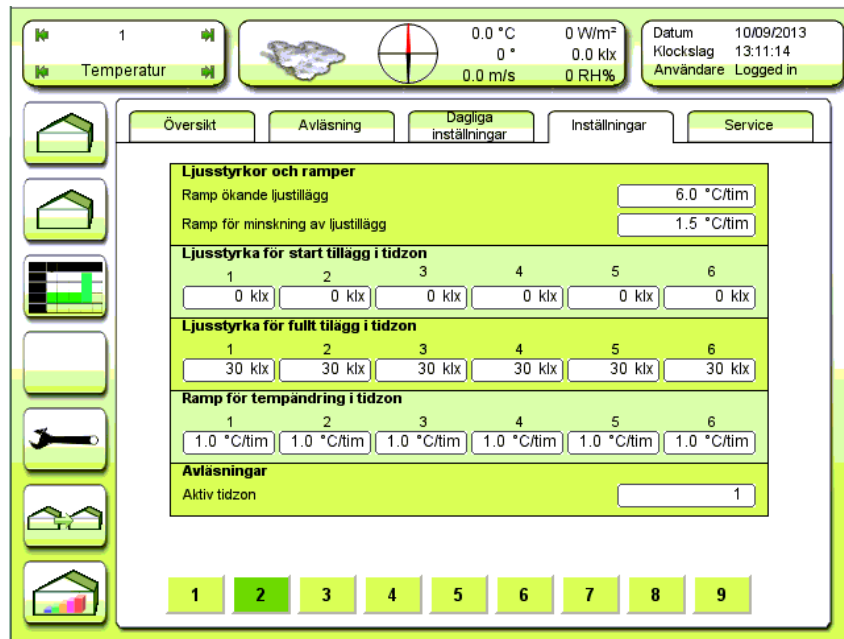 1
Temperatur
0.0 °C 0 W/m²
0 ° 0.0 klx
0.0 m/s 0 RH%
Datum 10/09/2013
Klockslag 13:11:14
Användare Logged in
Översikt
Avläsning
Dagliga
inställningar
Inställningar
Service
Ljusstyrkor och ramper
Ramp ökande ljustillägg 6.0 °C/tim
Ramp för minskning av ljustillägg 1.5 °C/tim
Ljusstyrka för start tillägg i tidzon
1 2 3 4 5 6
0 klx 0 klx 0 klx 0 klx 0 klx 0 klx
Ljusstyrka för fullt tilägg i tidzon
1 2 3 4 5 6
30 klx 30 klx 30 klx 30 klx 30 klx 30 klx
Ramp för tempändring i tidzon
1 2 3 4 5 6
1.0 °C/tim 1.0 °C/tim 1.0 °C/tim 1.0 °C/tim 1.0 °C/tim 1.0 °C/tim
Avläsningar
Aktiv tidzon 1
1 2 3 4 5 6 7 8 9